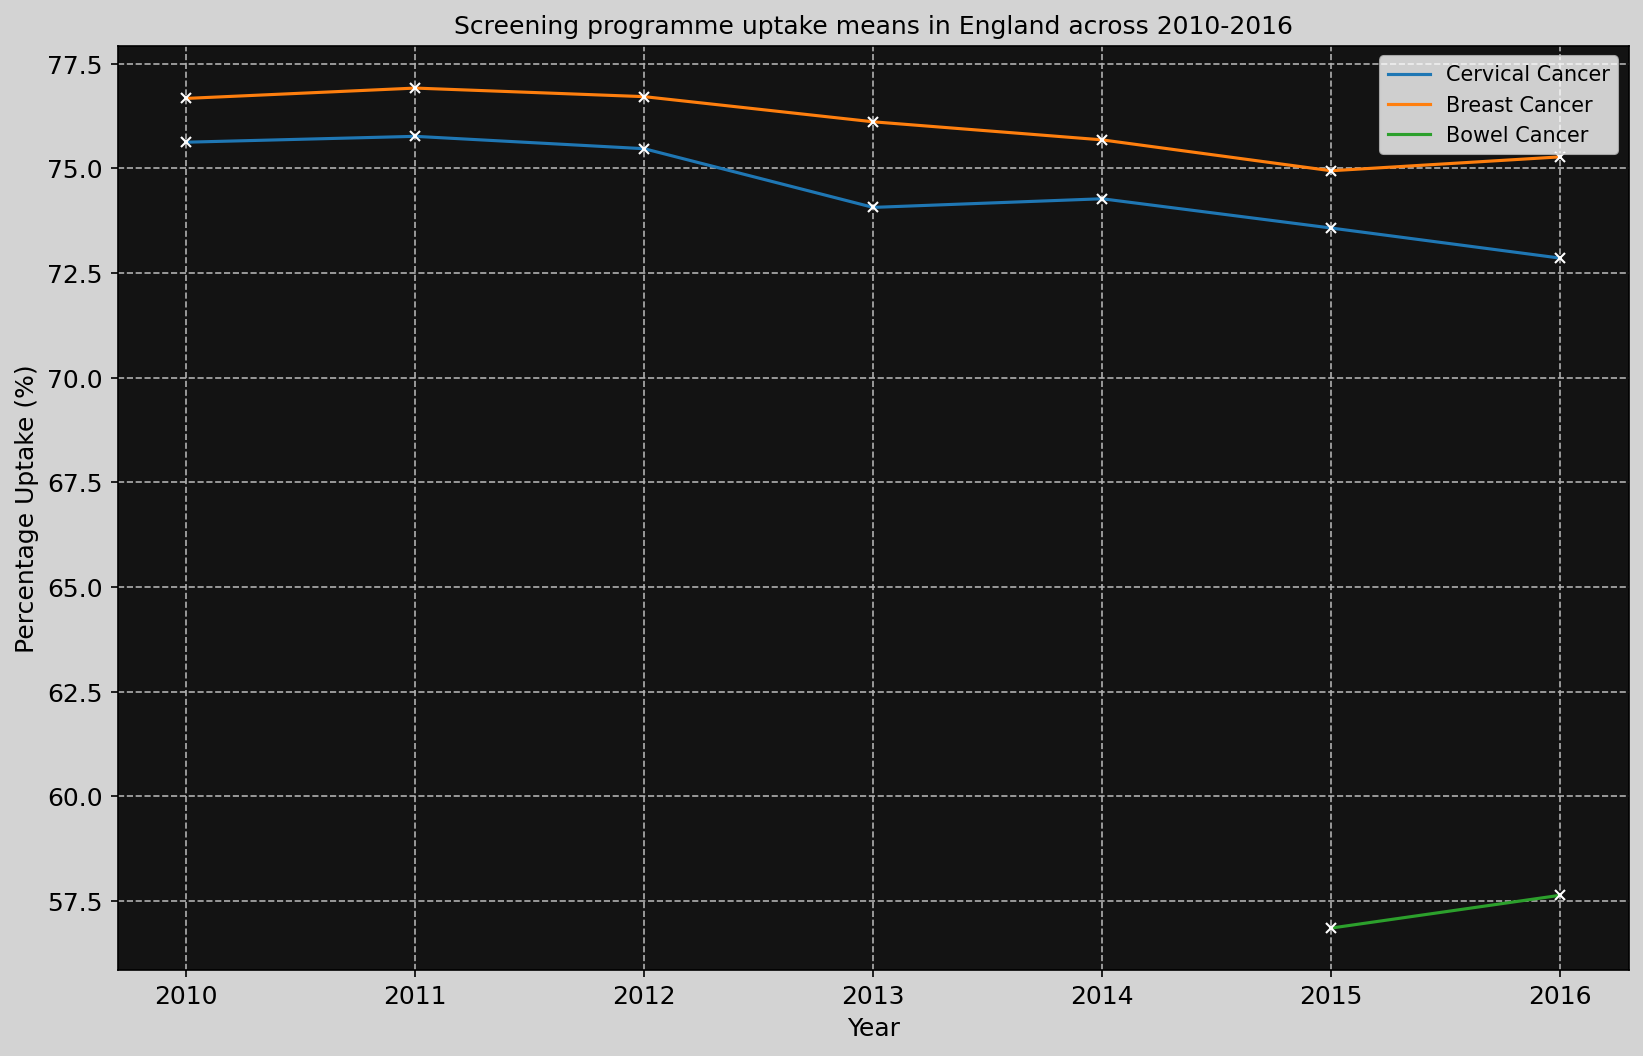 Screening programme uptake means in England across 2010-2016
Cervical Cancer
Breast Cancer
Bowel Cancer
Percentage Uptake (%)
77.5
75.0
72.5
70.0
67.5
65.0
62.5
60.0
57.5
2010 2011 2012 2013 2014 2015 2016
Year